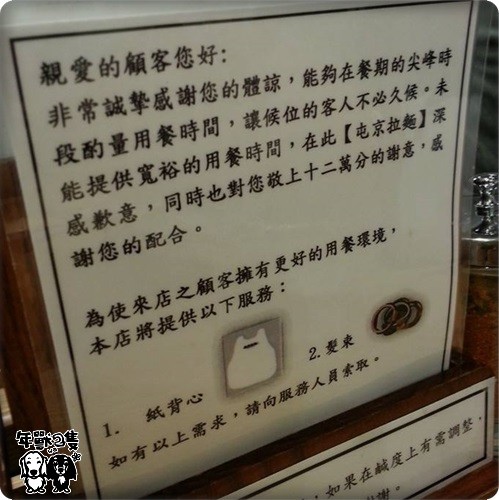 親愛的顧客您好:
非常誠摯感謝您的體諒，能夠在餐期的尖峰時
段酌量用餐時間，讓候位的客人不必久候。未
能提供寬裕的用餐時間，在此【屯京拉麵】深
感歉意，同時也對您敬上十二萬分的謝意，感
謝您的配合。
為使來店之顧客擁有更好的用餐環境，
本店將提供以下服務：
1. 紙背心 2.髮束
如有以上需求，請向服務人員索取。
如果在鹹度上有需調整，
謝。
年獸2隻